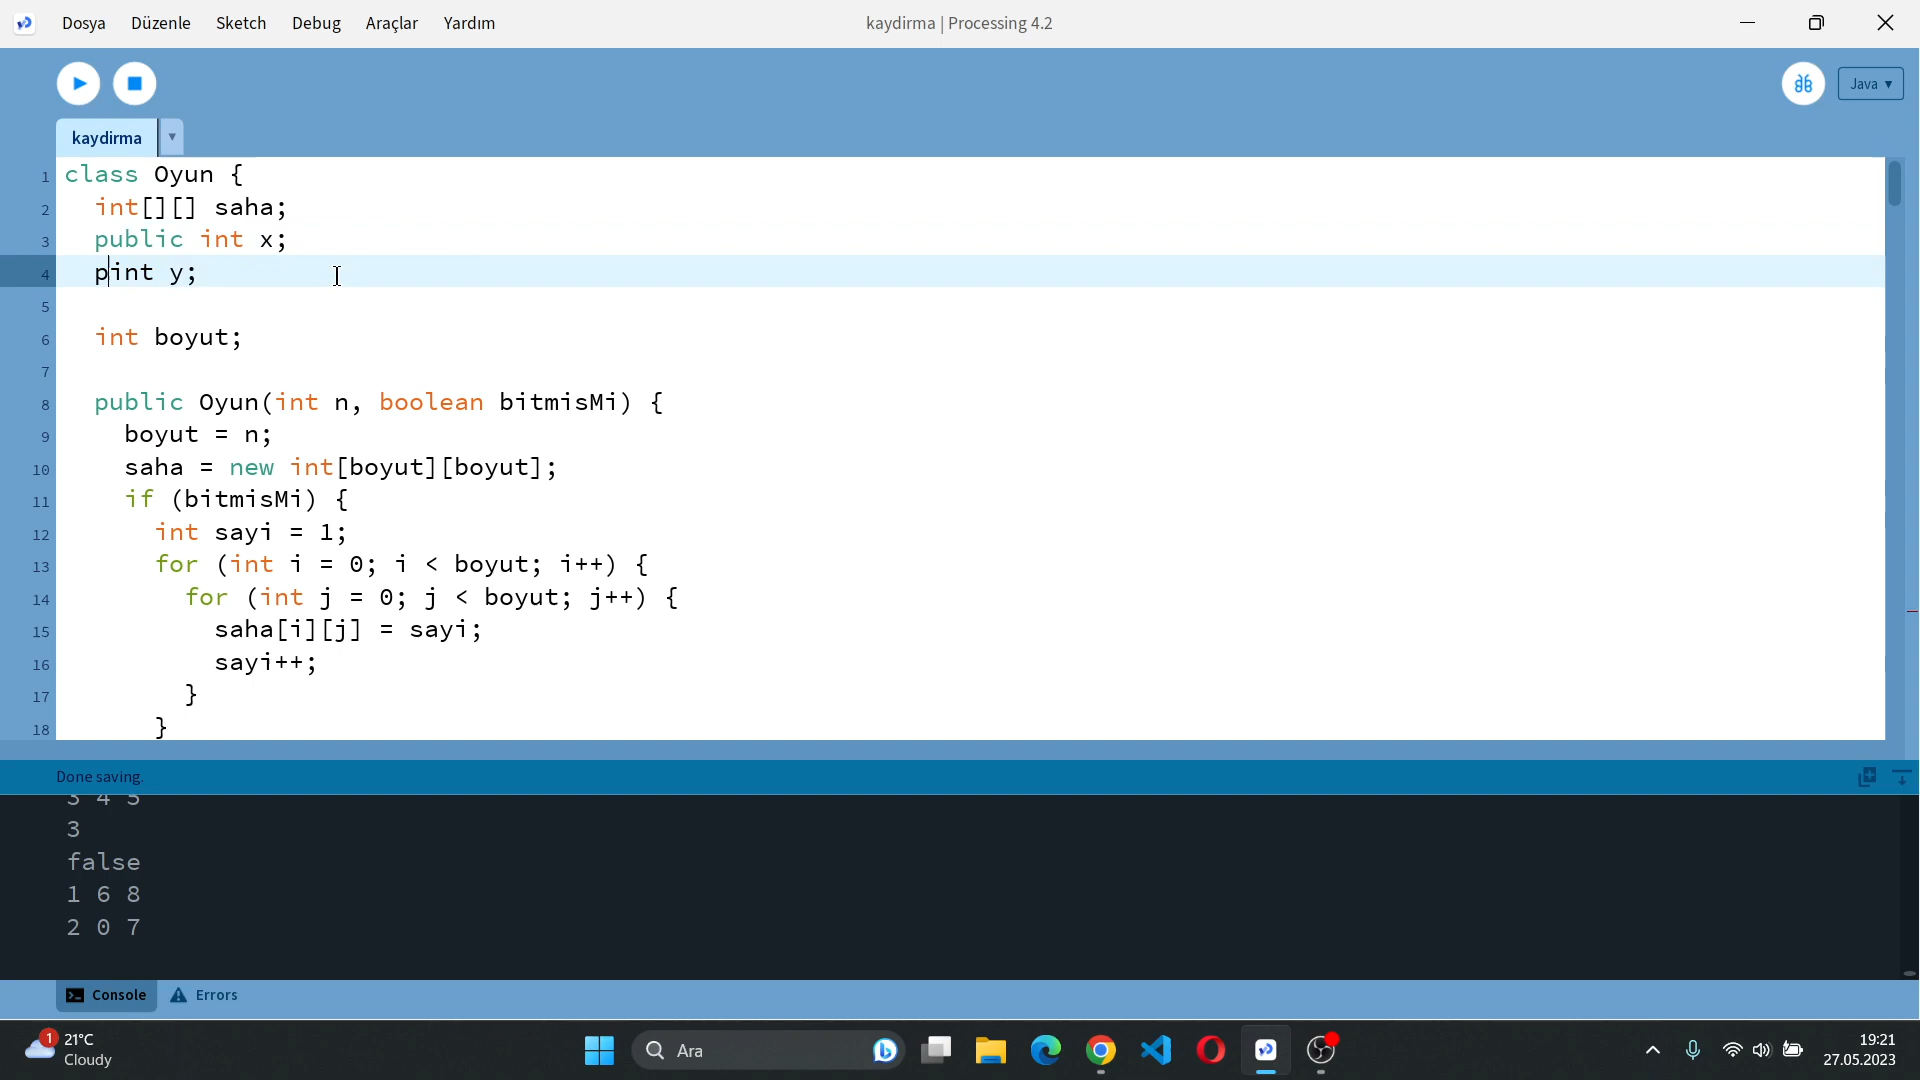 Dosya Düzenle Sketch Debug Araçlar Yardım kaydirma | Processing 4.2
Java ▾
kaydirma ▾
1 class Oyun {
2 int[][] saha;
3 public int x;
4 pint y;
5
6 int boyut;
7
8 public Oyun(int n, boolean bitmisMi) {
9 boyut = n;
10 saha = new int[boyut][boyut];
11 if (bitmisMi) {
12 int sayi = 1;
13 for (int i = 0; i < boyut; i++) {
14 for (int j = 0; j < boyut; j++) {
15 saha[i][j] = sayi;
16 sayi++;
17 }
18 }
Done saving.
3 4 5
3
false
1 6 8
2 0 7
Console Errors
1 21°C
Cloudy
Ara
19:21
27.05.2023